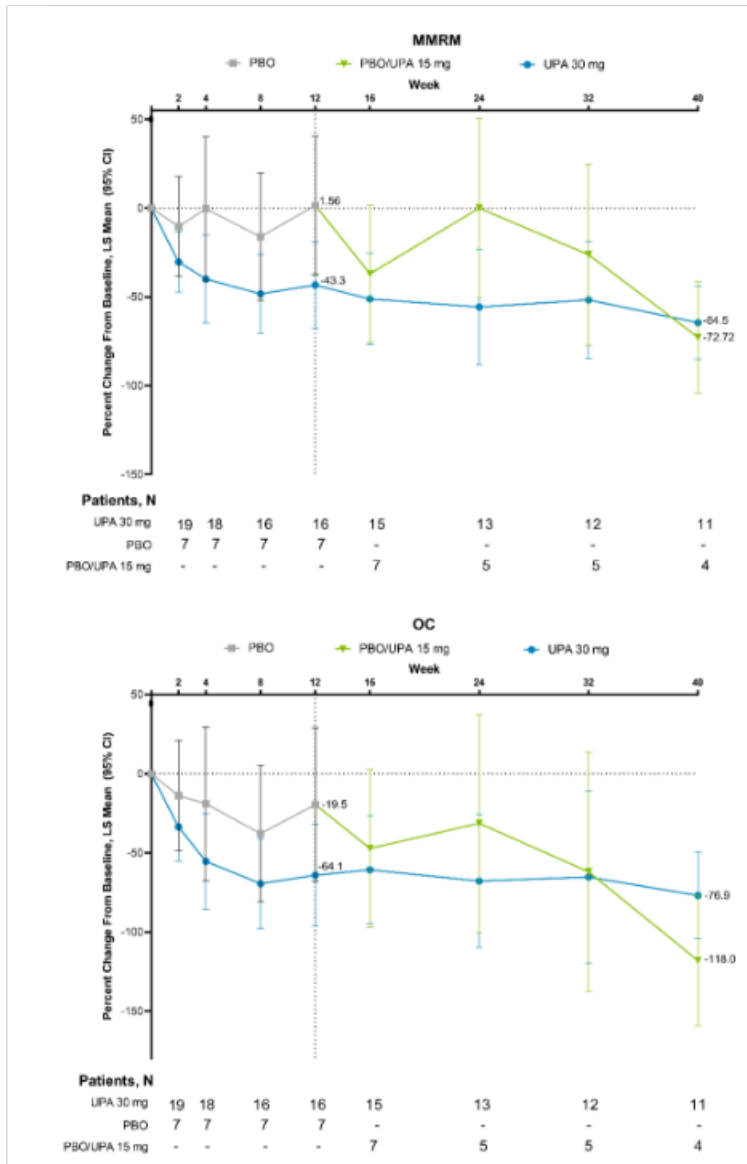 MMRM
PBO PBO/UPA 15 mg UPA 30 mg
Week
2 4 8 12 16 24 32 40
Percent Change From Baseline, LS Mean (95% CI)
50
0
-50
-100
-150
1.56
-43.3
-64.5
-72.72
Patients, N
UPA 30 mg 19 18 16 16 15 13 12 11
PBO 7 7 7 7 - - - -
PBO/UPA 15 mg - - - - 7 5 5 4
OC
PBO PBO/UPA 15 mg UPA 30 mg
Week
2 4 8 12 16 24 32 40
Percent Change From Baseline, LS Mean (95% CI)
50
0
-50
-100
-150
-19.5
-64.1
-76.9
-118.0
Patients, N
UPA 30 mg 19 18 16 16 15 13 12 11
PBO 7 7 7 7 - - - -
PBO/UPA 15 mg - - - - 7 5 5 4